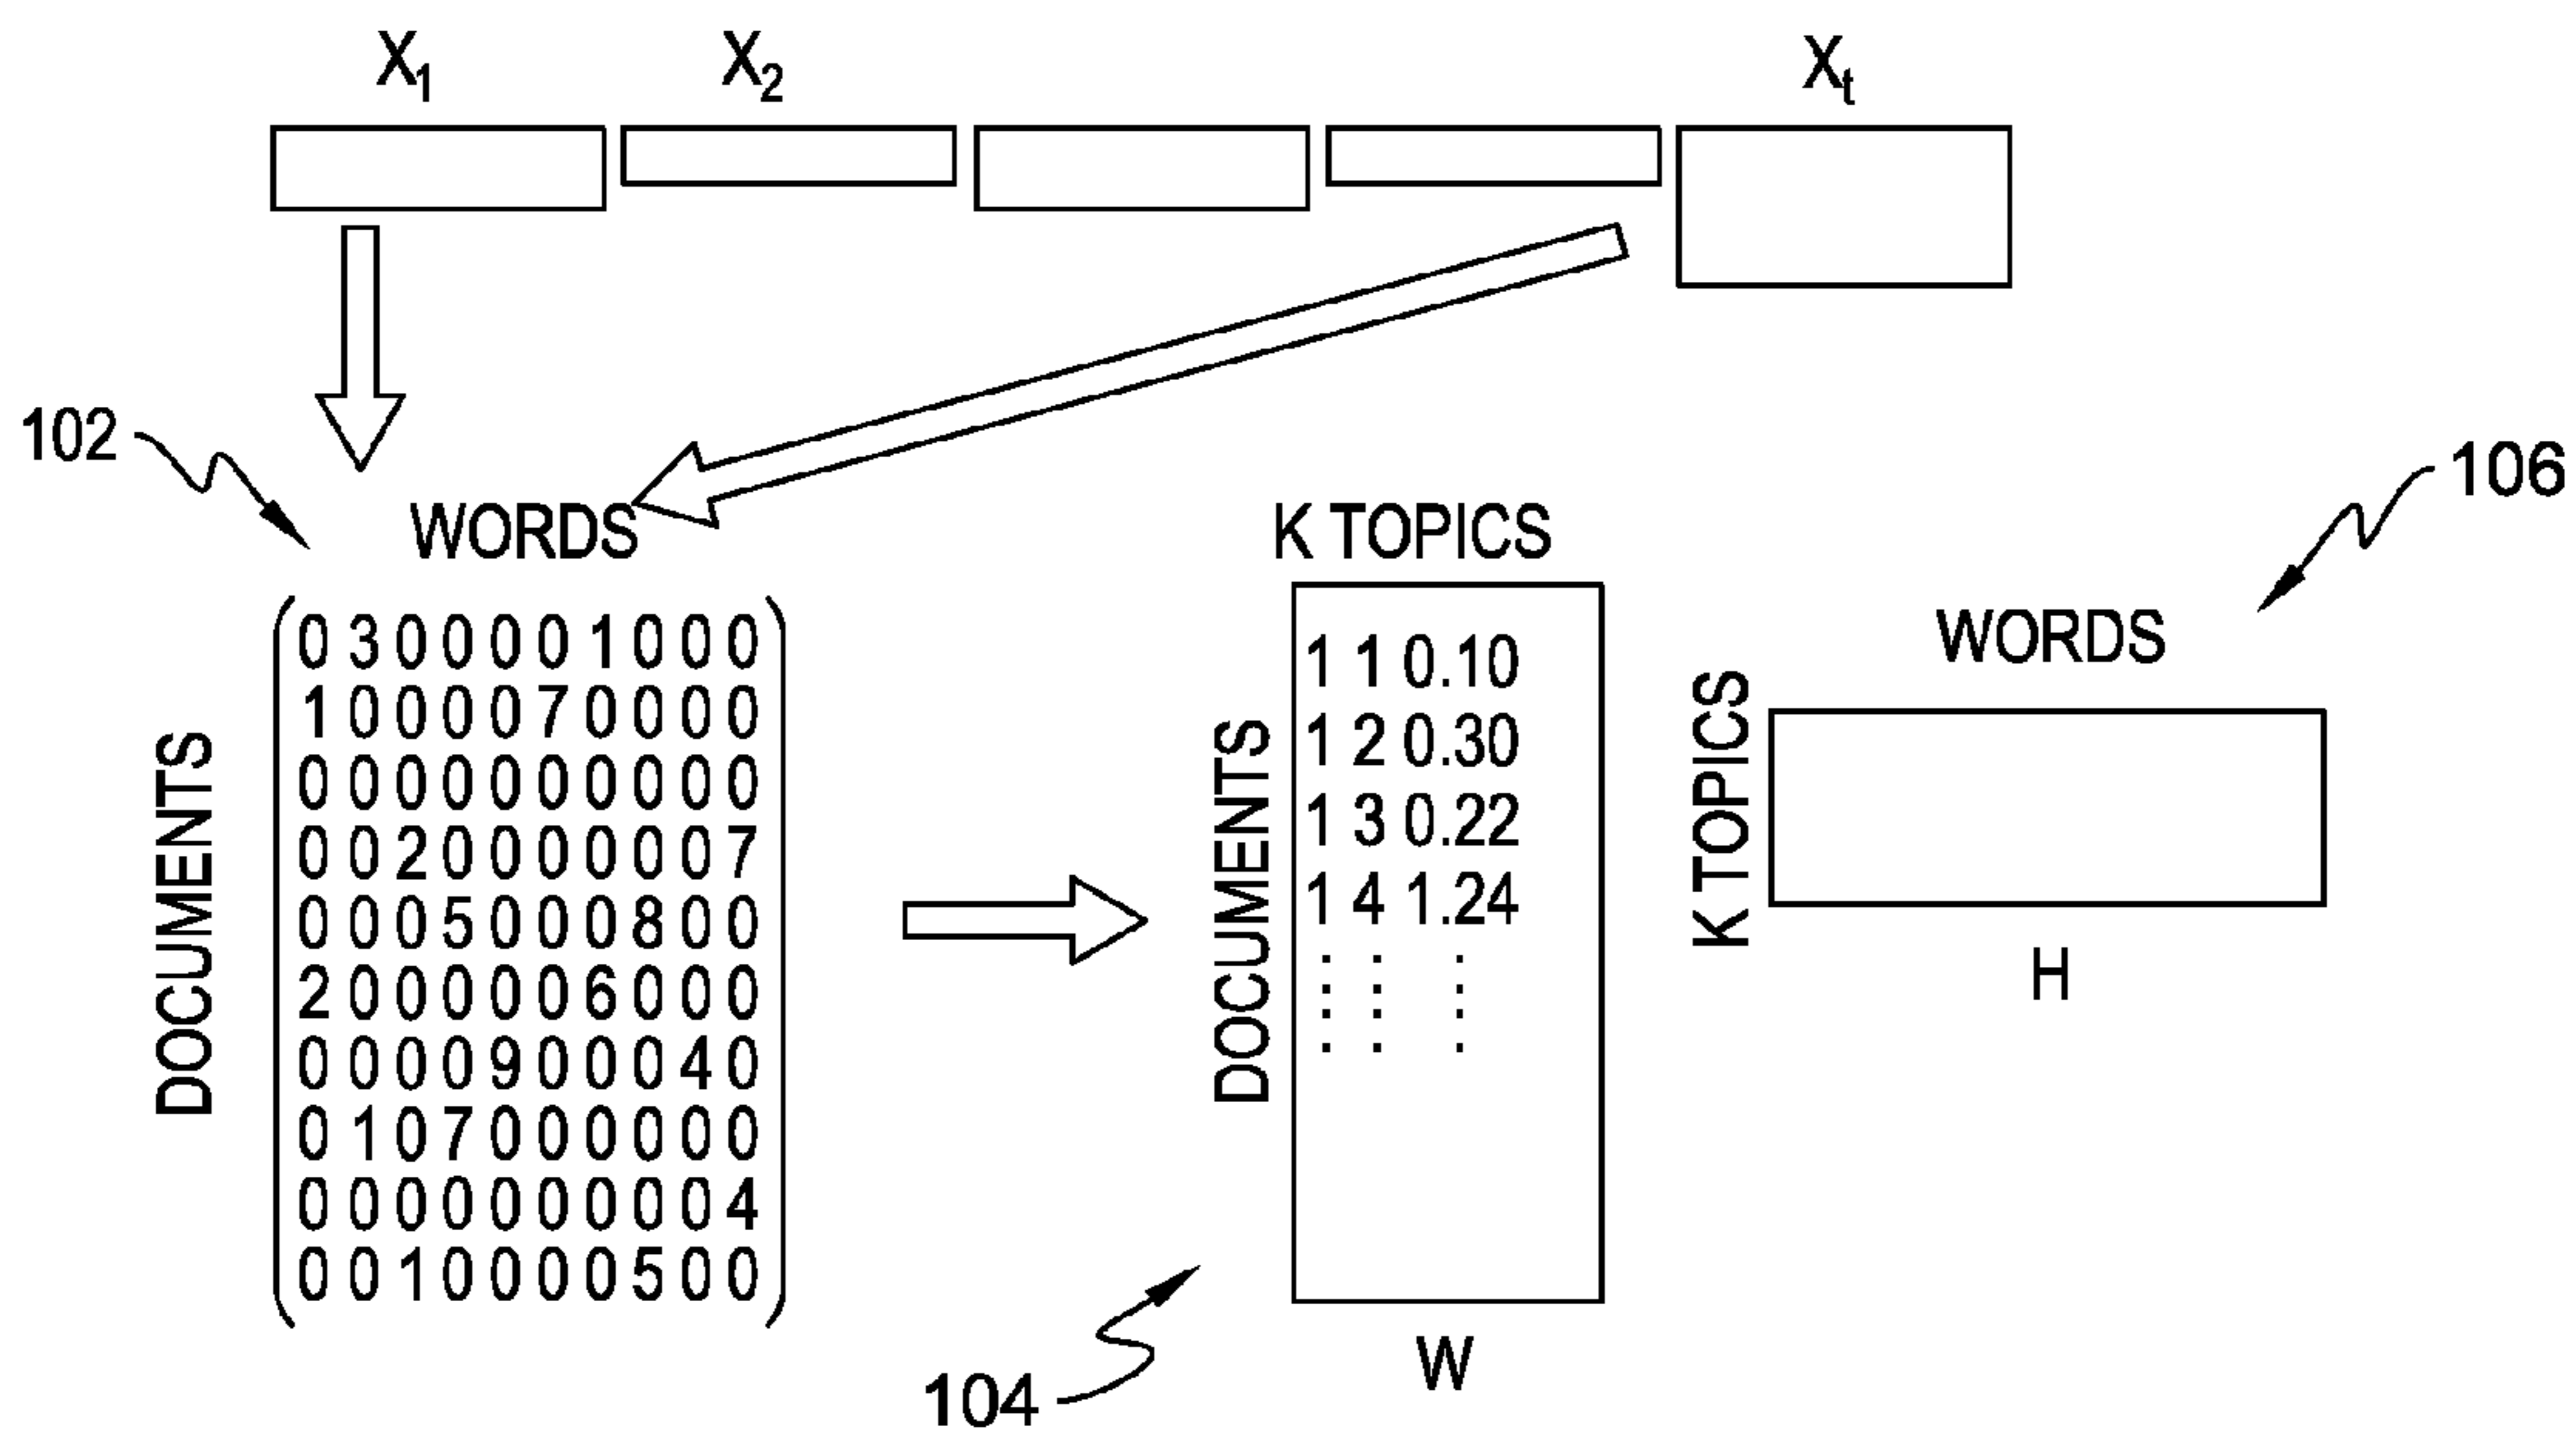 X1 X2 Xt
102
106
WORDS
K TOPICS
WORDS
DOCUMENTS
0 3 0 0 0 0 1 0 0 0
1 0 0 0 0 7 0 0 0 0
0 0 0 0 0 0 0 0 0 0
0 0 2 0 0 0 0 0 0 7
0 0 0 5 0 0 0 8 0 0
2 0 0 0 0 0 6 0 0 0
0 0 0 0 9 0 0 0 4 0
0 1 0 7 0 0 0 0 0 0
0 0 0 0 0 0 0 0 0 4
0 0 1 0 0 0 0 5 0 0
DOCUMENTS
1 1 0.10
1 2 0.30
1 3 0.22
1 4 1.24
K TOPICS
H
W
104